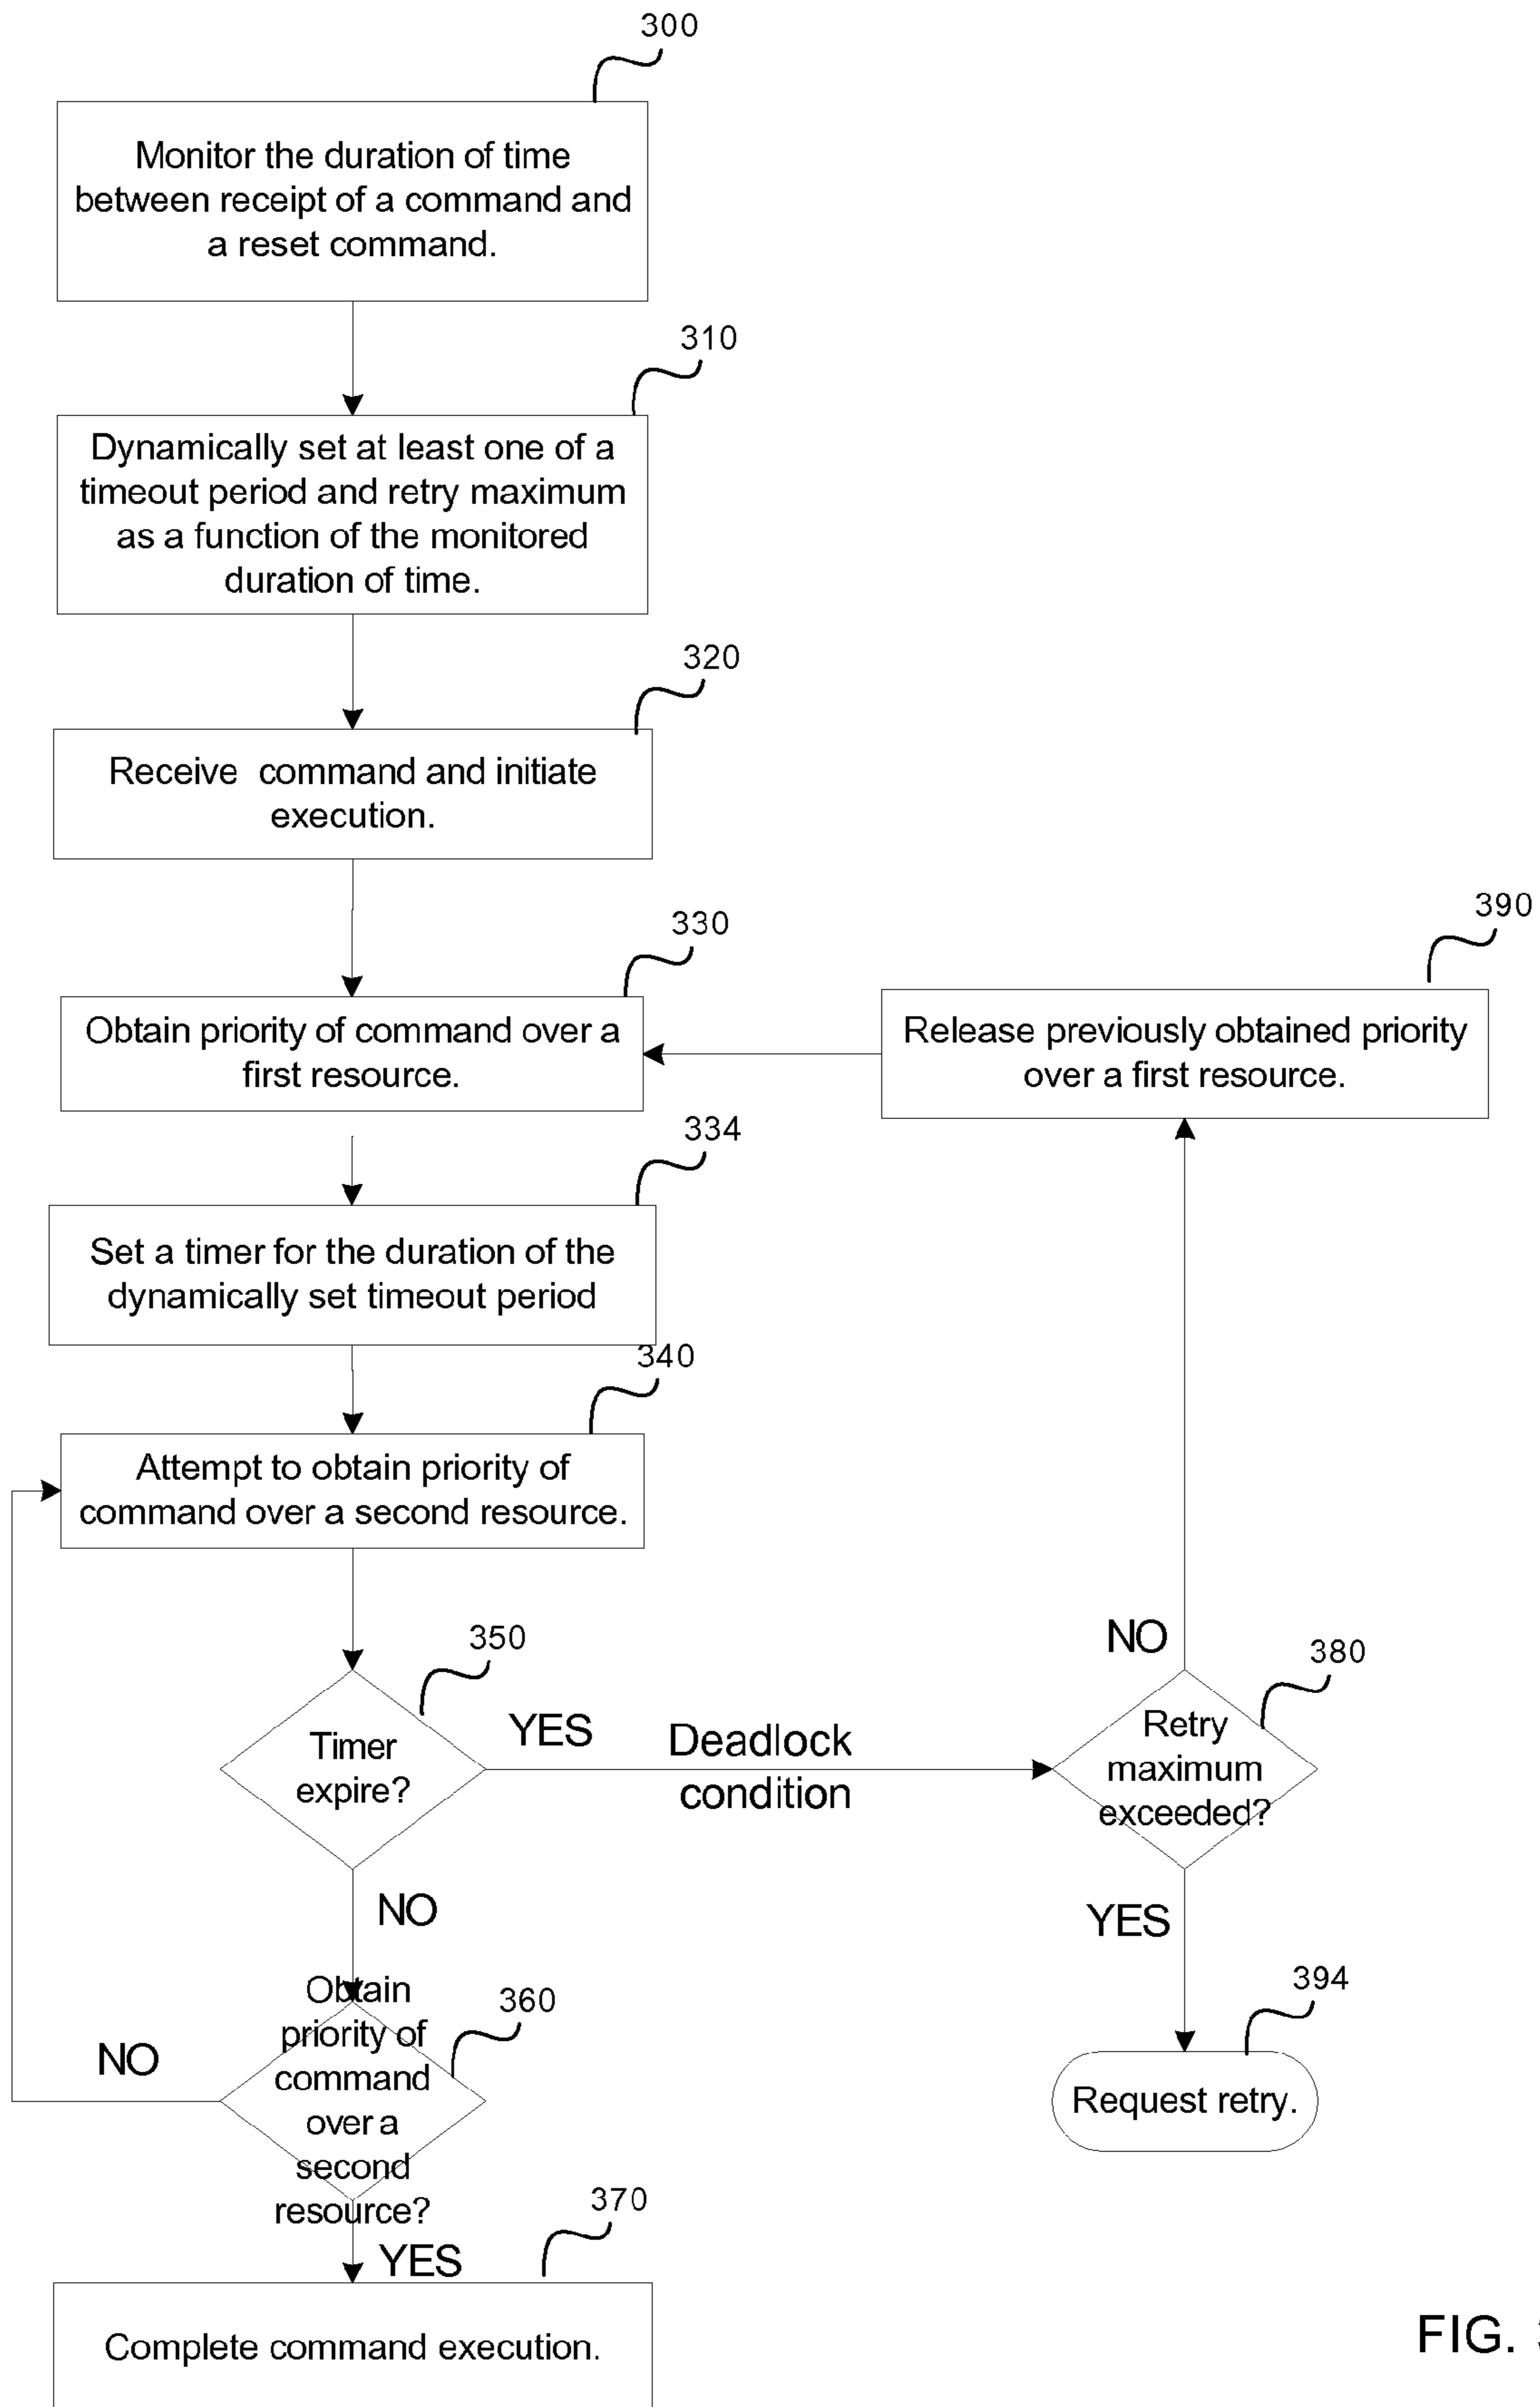 300
Monitor the duration of time
between receipt of a command and
a reset command.
310
Dynamically set at least one of a
timeout period and retry maximum
as a function of the monitored
duration of time.
320
Receive command and initiate
execution.
330
Obtain priority of command over a
first resource.
390
Release previously obtained priority
over a first resource.
334
Set a timer for the duration of the
dynamically set timeout period
340
Attempt to obtain priority of
command over a second resource.
350
Timer
expire?
YES
Deadlock
condition
NO
380
Retry
maximum
exceeded?
NO
YES
360
Obtain
priority of
command
over a
second
resource?
NO
394
Request retry.
YES
370
Complete command execution.
FIG.